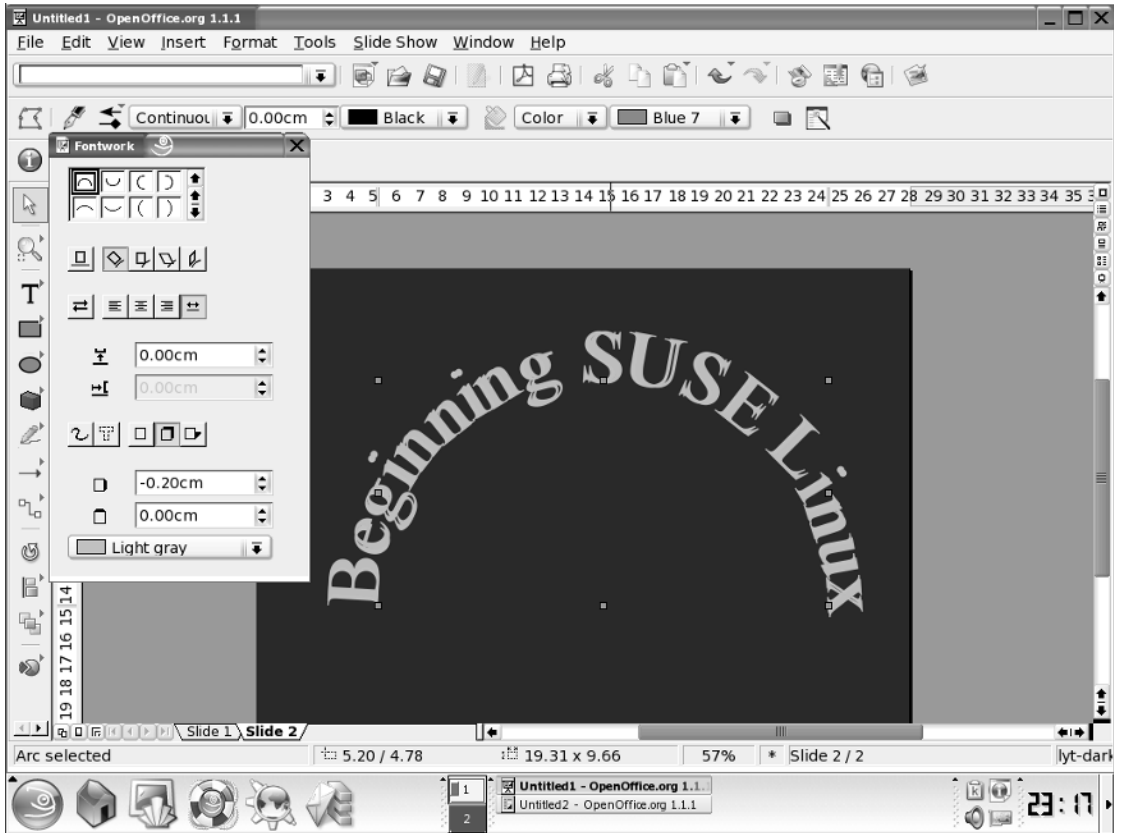 Untitled1 - OpenOffice.org 1.1.1
File Edit View Insert Format Tools Slide Show Window Help
Continuou 0.00cm Black Color Blue 7
Fontwork
3 4 5 6 7 8 9 10 11 12 13 14 15 16 17 18 19 20 21 22 23 24 25 26 27 28 29 30 31 32 33 34 35
0.00cm
0.00cm
-0.20cm
0.00cm
Light gray
Beginning SUSE Linux
14
15
16
17
18
19
Slide 1 Slide 2
Arc selected 5.20 / 4.78 19.31 x 9.66 57% * Slide 2 / 2 lyt-dark
1 Untitled1 - OpenOffice.org 1.1.1
2 Untitled2 - OpenOffice.org 1.1.1
23:17